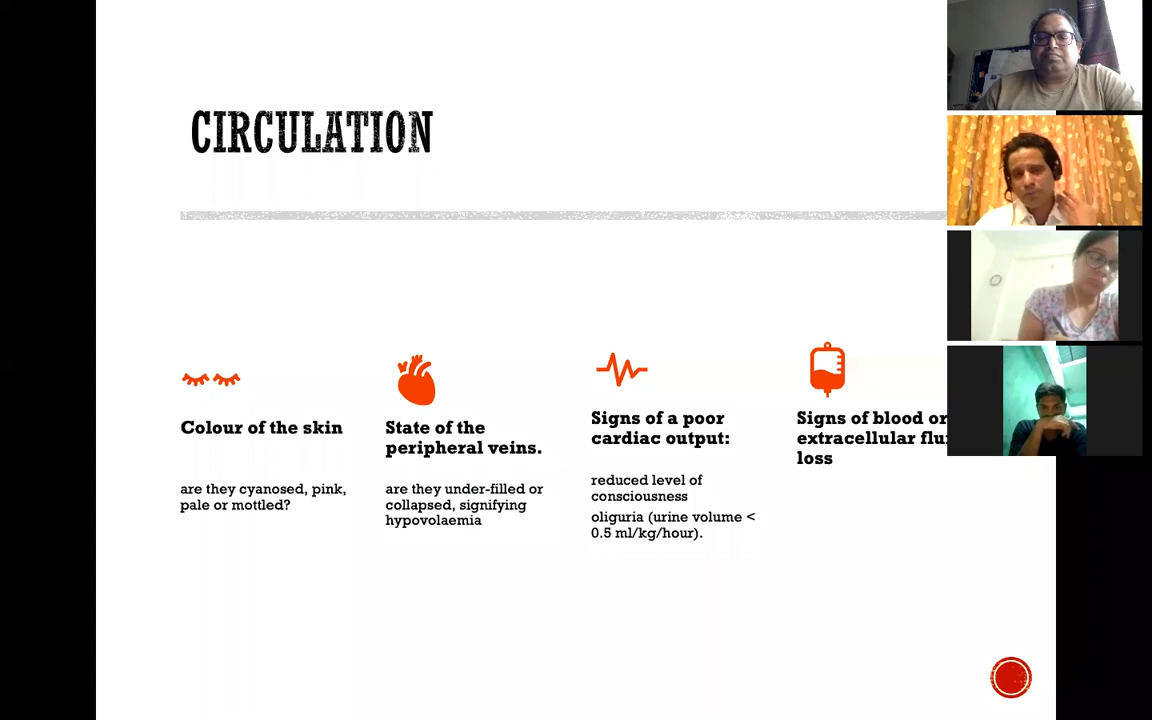 CIRCULATION
Colour of the skin
are they cyanosed, pink,
pale or mottled?
State of the
peripheral veins.
are they under-filled or
collapsed, signifying
hypovolaemia
Signs of a poor
cardiac output:
reduced level of
consciousness
oliguria (urine volume <
0.5 ml/kg/hour).
Signs of blood or
extracellular flu
loss